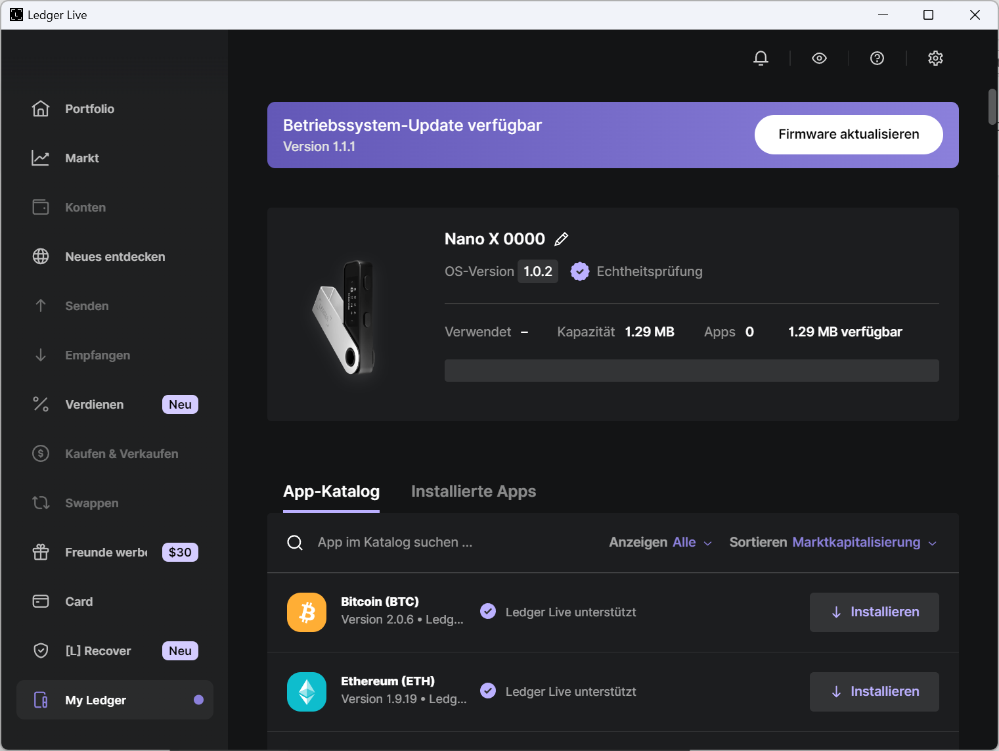 Ledger Live
Portfolio
Markt
Konten
Neues entdecken
Senden
Empfangen
Verdienen Neu
Kaufen & Verkaufen
Swappen
Freunde werbe $30
Card
[L] Recover Neu
My Ledger
Betriebssystem-Update verfügbar
Version 1.1.1
Firmware aktualisieren
Nano X 0000
OS-Version 1.0.2 Echtheitsprüfung
Verwendet – Kapazität 1.29 MB Apps 0 1.29 MB verfügbar
App-Katalog Installierte Apps
App im Katalog suchen ... Anzeigen Alle Sortieren Marktkapitalisierung
Bitcoin (BTC)
Version 2.0.6 • Ledg...
Ledger Live unterstützt
Installieren
Ethereum (ETH)
Version 1.9.19 • Ledg...
Ledger Live unterstützt
Installieren